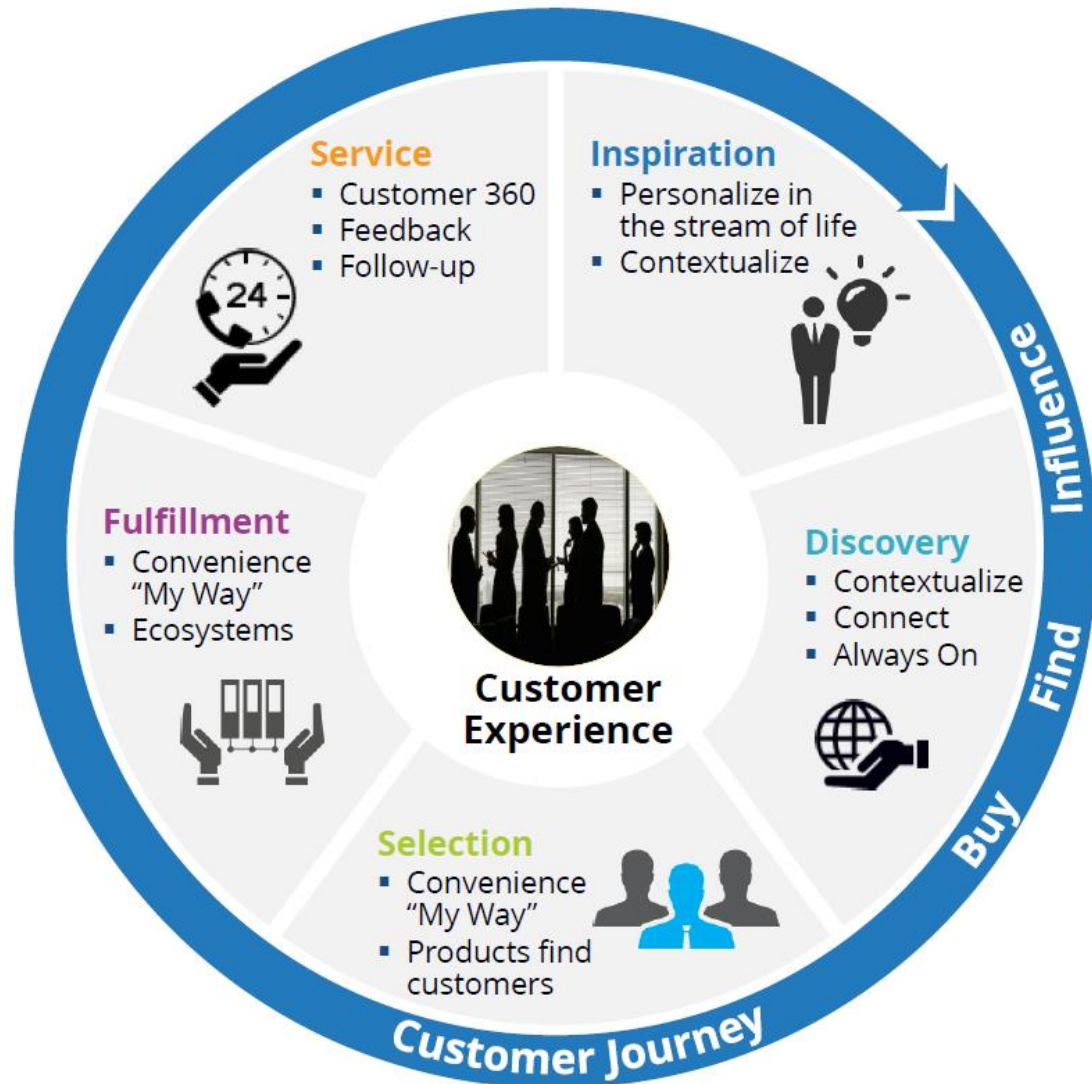 Service
▪ Customer 360
▪ Feedback
▪ Follow-up
24
Inspiration
▪ Personalize in
the stream of life
▪ Contextualize
Influence
Discovery
▪ Contextualize
▪ Connect
▪ Always On
Find
Buy
Selection
▪ Convenience
“My Way”
▪ Products find
customers
Customer Journey
Fulfillment
▪ Convenience
“My Way”
▪ Ecosystems
Customer
Experience